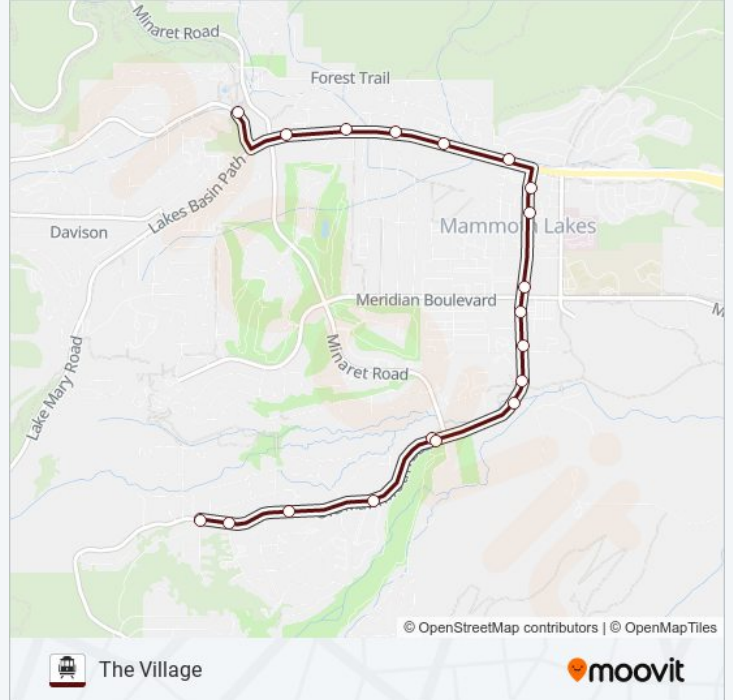 Minaret Road
Forest Trail
Lakes Basin Path
Davison
Mammoth Lakes
Meridian Boulevard
Minaret Road
Lake Mary Road
© OpenStreetMap contributors | © OpenMapTiles
The Village
moovit